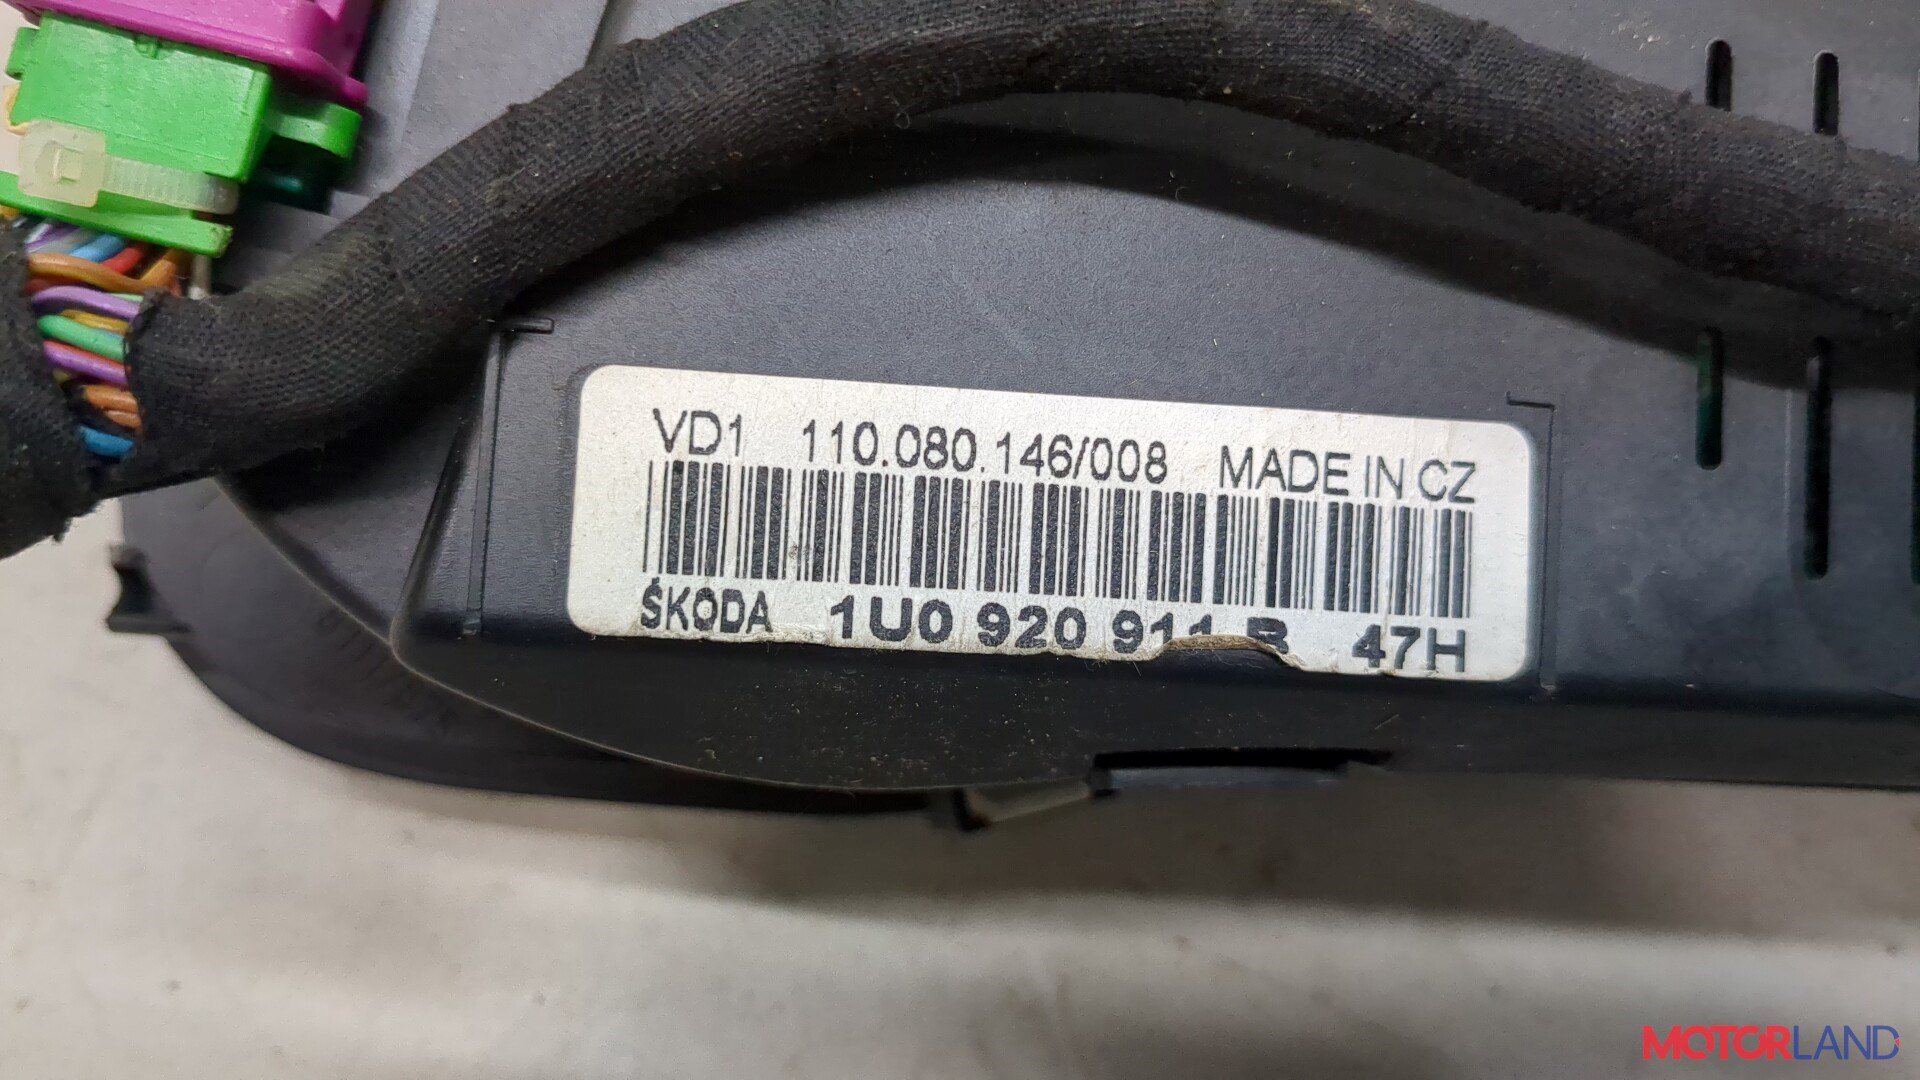 VD1 110.080.146/008 MADE IN CZ
ŠKODA 1U0 920 911 B 47H
MOTORLAND